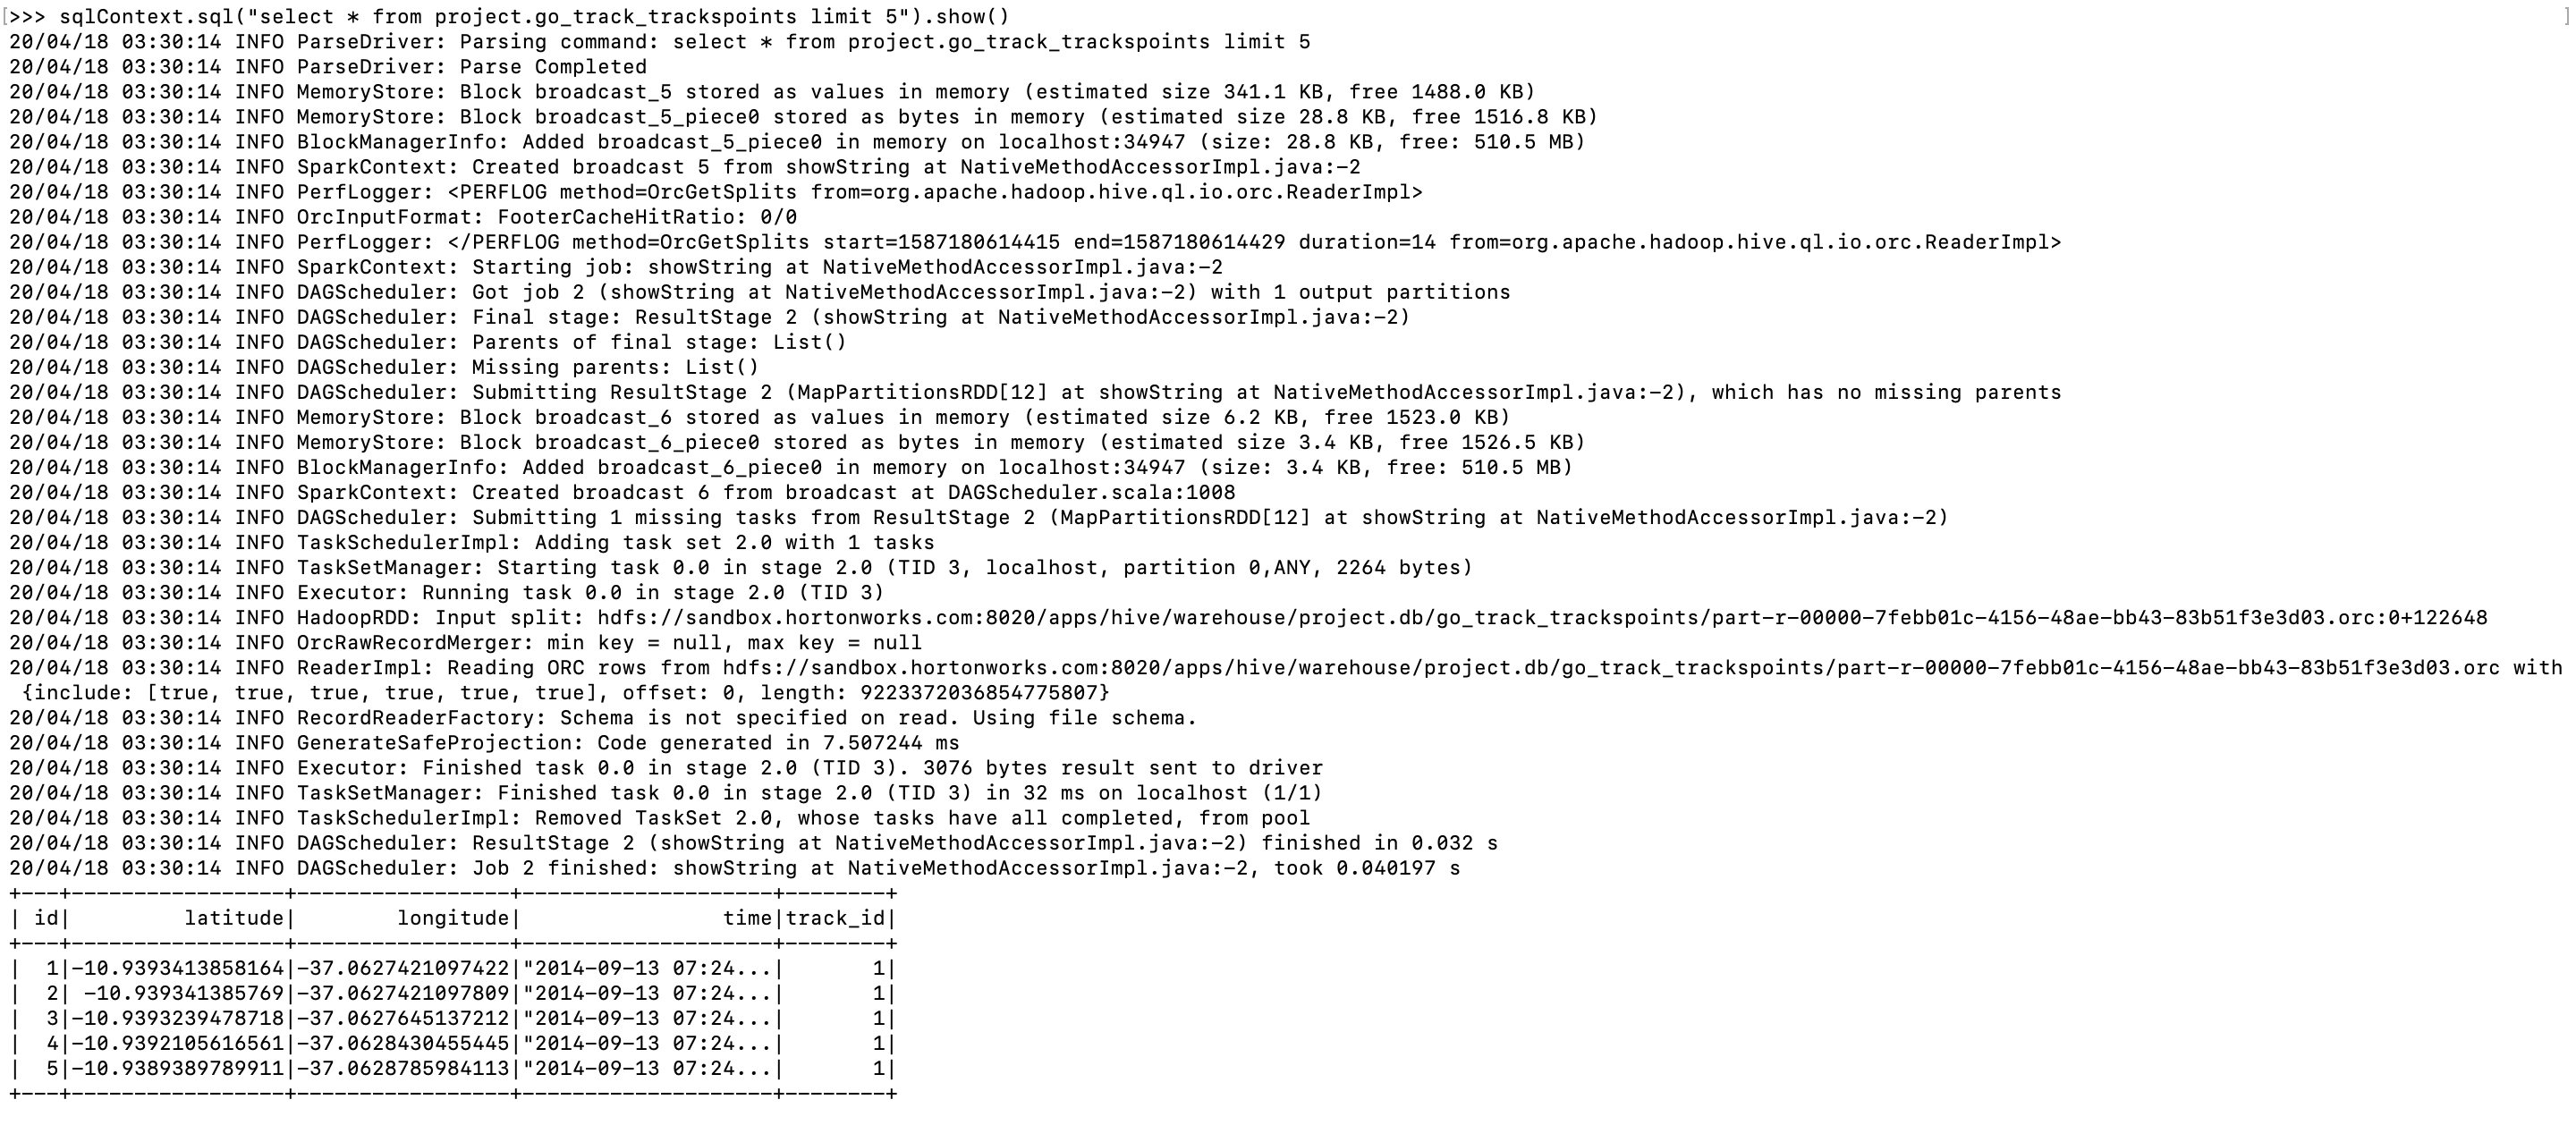 [>>> sqlContext.sql("select * from project.go_track_trackspoints limit 5").show() ]
20/04/18 03:30:14 INFO ParseDriver: Parsing command: select * from project.go_track_trackspoints limit 5
20/04/18 03:30:14 INFO ParseDriver: Parse Completed
20/04/18 03:30:14 INFO MemoryStore: Block broadcast_5 stored as values in memory (estimated size 341.1 KB, free 1488.0 KB)
20/04/18 03:30:14 INFO MemoryStore: Block broadcast_5_piece0 stored as bytes in memory (estimated size 28.8 KB, free 1516.8 KB)
20/04/18 03:30:14 INFO BlockManagerInfo: Added broadcast_5_piece0 in memory on localhost:34947 (size: 28.8 KB, free: 510.5 MB)
20/04/18 03:30:14 INFO SparkContext: Created broadcast 5 from showString at NativeMethodAccessorImpl.java:-2
20/04/18 03:30:14 INFO PerfLogger: <PERFLOG method=OrcGetSplits from=org.apache.hadoop.hive.ql.io.orc.ReaderImpl>
20/04/18 03:30:14 INFO OrcInputFormat: FooterCacheHitRatio: 0/0
20/04/18 03:30:14 INFO PerfLogger: </PERFLOG method=OrcGetSplits start=1587180614415 end=1587180614429 duration=14 from=org.apache.hadoop.hive.ql.io.orc.ReaderImpl>
20/04/18 03:30:14 INFO SparkContext: Starting job: showString at NativeMethodAccessorImpl.java:-2
20/04/18 03:30:14 INFO DAGScheduler: Got job 2 (showString at NativeMethodAccessorImpl.java:-2) with 1 output partitions
20/04/18 03:30:14 INFO DAGScheduler: Final stage: ResultStage 2 (showString at NativeMethodAccessorImpl.java:-2)
20/04/18 03:30:14 INFO DAGScheduler: Parents of final stage: List()
20/04/18 03:30:14 INFO DAGScheduler: Missing parents: List()
20/04/18 03:30:14 INFO DAGScheduler: Submitting ResultStage 2 (MapPartitionsRDD[12] at showString at NativeMethodAccessorImpl.java:-2), which has no missing parents
20/04/18 03:30:14 INFO MemoryStore: Block broadcast_6 stored as values in memory (estimated size 6.2 KB, free 1523.0 KB)
20/04/18 03:30:14 INFO MemoryStore: Block broadcast_6_piece0 stored as bytes in memory (estimated size 3.4 KB, free 1526.5 KB)
20/04/18 03:30:14 INFO BlockManagerInfo: Added broadcast_6_piece0 in memory on localhost:34947 (size: 3.4 KB, free: 510.5 MB)
20/04/18 03:30:14 INFO SparkContext: Created broadcast 6 from broadcast at DAGScheduler.scala:1008
20/04/18 03:30:14 INFO DAGScheduler: Submitting 1 missing tasks from ResultStage 2 (MapPartitionsRDD[12] at showString at NativeMethodAccessorImpl.java:-2)
20/04/18 03:30:14 INFO TaskSchedulerImpl: Adding task set 2.0 with 1 tasks
20/04/18 03:30:14 INFO TaskSetManager: Starting task 0.0 in stage 2.0 (TID 3, localhost, partition 0,ANY, 2264 bytes)
20/04/18 03:30:14 INFO Executor: Running task 0.0 in stage 2.0 (TID 3)
20/04/18 03:30:14 INFO HadoopRDD: Input split: hdfs://sandbox.hortonworks.com:8020/apps/hive/warehouse/project.db/go_track_trackspoints/part-r-00000-7febb01c-4156-48ae-bb43-83b51f3e3d03.orc:0+122648
20/04/18 03:30:14 INFO OrcRawRecordMerger: min key = null, max key = null
20/04/18 03:30:14 INFO ReaderImpl: Reading ORC rows from hdfs://sandbox.hortonworks.com:8020/apps/hive/warehouse/project.db/go_track_trackspoints/part-r-00000-7febb01c-4156-48ae-bb43-83b51f3e3d03.orc with
 {include: [true, true, true, true, true, true], offset: 0, length: 9223372036854775807}
20/04/18 03:30:14 INFO RecordReaderFactory: Schema is not specified on read. Using file schema.
20/04/18 03:30:14 INFO GenerateSafeProjection: Code generated in 7.507244 ms
20/04/18 03:30:14 INFO Executor: Finished task 0.0 in stage 2.0 (TID 3). 3076 bytes result sent to driver
20/04/18 03:30:14 INFO TaskSetManager: Finished task 0.0 in stage 2.0 (TID 3) in 32 ms on localhost (1/1)
20/04/18 03:30:14 INFO TaskSchedulerImpl: Removed TaskSet 2.0, whose tasks have all completed, from pool
20/04/18 03:30:14 INFO DAGScheduler: ResultStage 2 (showString at NativeMethodAccessorImpl.java:-2) finished in 0.032 s
20/04/18 03:30:14 INFO DAGScheduler: Job 2 finished: showString at NativeMethodAccessorImpl.java:-2, took 0.040197 s
+---+-----------------+-----------------+--------------------+--------+
| id|         latitude|        longitude|                time|track_id|
+---+-----------------+-----------------+--------------------+--------+
|  1|-10.9393413858164|-37.0627421097422|"2014-09-13 07:24...|       1|
|  2| -10.939341385769|-37.0627421097809|"2014-09-13 07:24...|       1|
|  3|-10.9393239478718|-37.0627645137212|"2014-09-13 07:24...|       1|
|  4|-10.9392105616561|-37.0628430455445|"2014-09-13 07:24...|       1|
|  5|-10.9389389789911|-37.0628785984113|"2014-09-13 07:24...|       1|
+---+-----------------+-----------------+--------------------+--------+